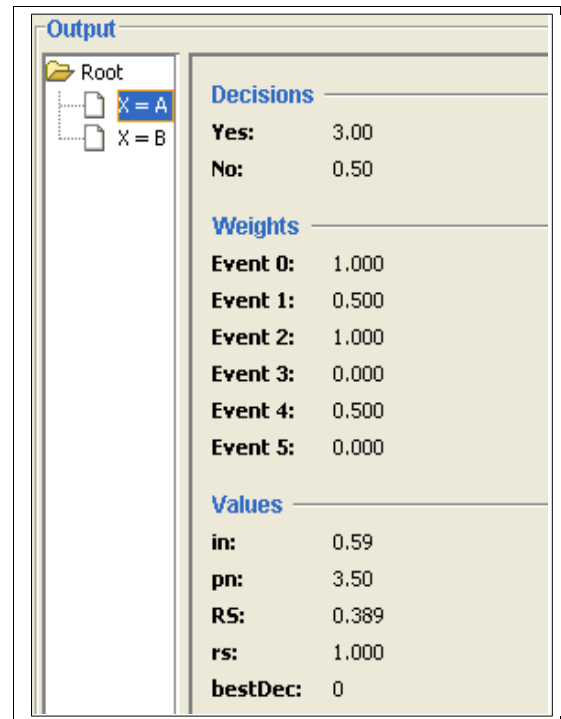 Output
Root
X = A
X = B
Decisions
Yes: 3.00
No: 0.50
Weights
Event 0: 1.000
Event 1: 0.500
Event 2: 1.000
Event 3: 0.000
Event 4: 0.500
Event 5: 0.000
Values
in: 0.59
pn: 3.50
RS: 0.389
rs: 1.000
bestDec: 0